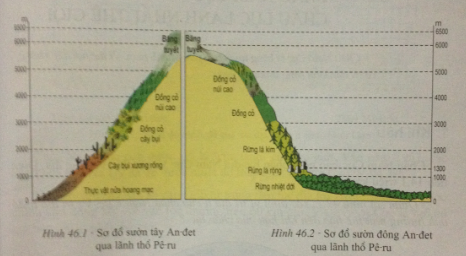 m
6000
5000
3000
2000
1000
0
Băng
tuyết
Đồng cỏ
núi cao
Đồng cỏ
cây bụi
Cây bụi xương rồng
Thực vật nửa hoang mạc
Băng
tuyết
Đồng cỏ
núi cao
Đồng cỏ
Rừng lá kim
Rừng lá rộng
Rừng nhiệt đới
m
6500
6000
5000
3000
2000
1300
1000
0
Hình 46.1 - Sơ đồ sườn tây An-đet
qua lãnh thổ Pê-ru
Hình 46.2 - Sơ đồ sườn đông An-đet
qua lãnh thổ Pê-ru